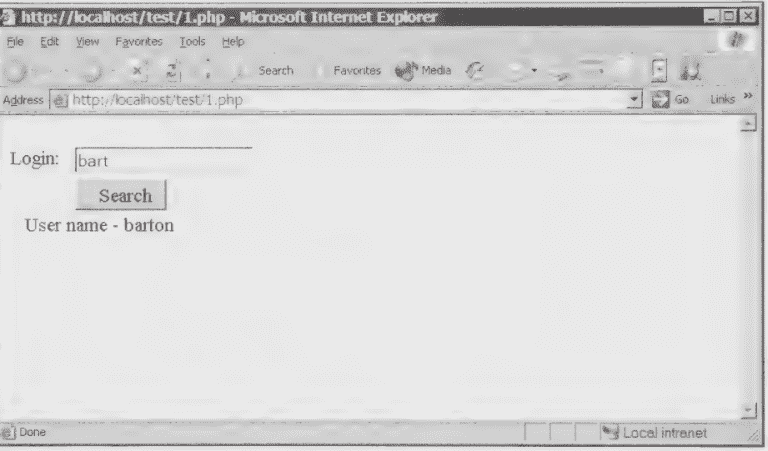 http://localhost/test/1.php - Microsoft Internet Explorer
File Edit View Favorites Tools Help
Search Favorites Media
Address http://localhost/test/1.php Go Links »
Login: bart
Search
User name - barton
Done Local intranet